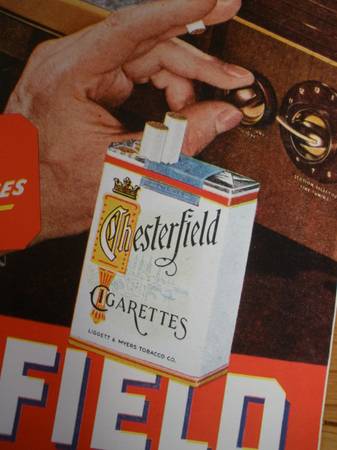 ES
Chesterfield
CIGARETTES
LIGGETT & MYERS TOBACCO CO.
FIELD